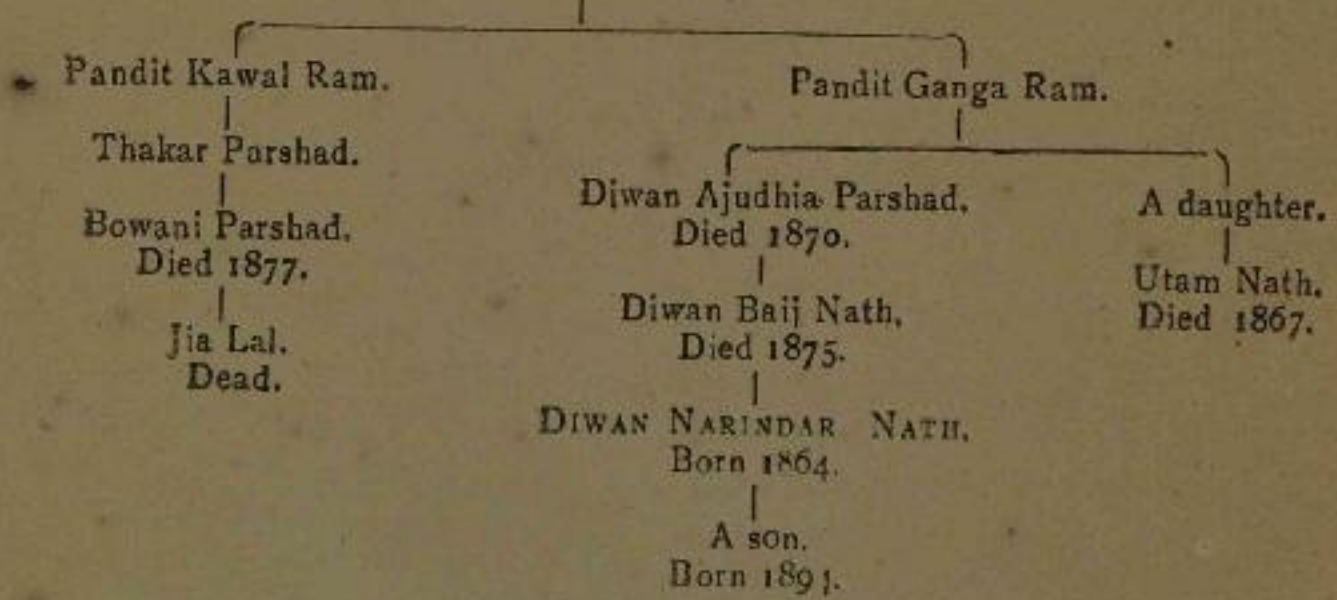 Pandit Kawal Ram.
Pandit Ganga Ram.
Thakar Parshad.
Diwan Ajudhia Parshad.
Died 1870.
A daughter.
Bowani Parshad.
Died 1877.
Utam Nath.
Died 1867.
Diwan Baij Nath.
Died 1875.
Jia Lal.
Dead.
DIWAN NARINDAR NATH.
Born 1864.
A son.
Born